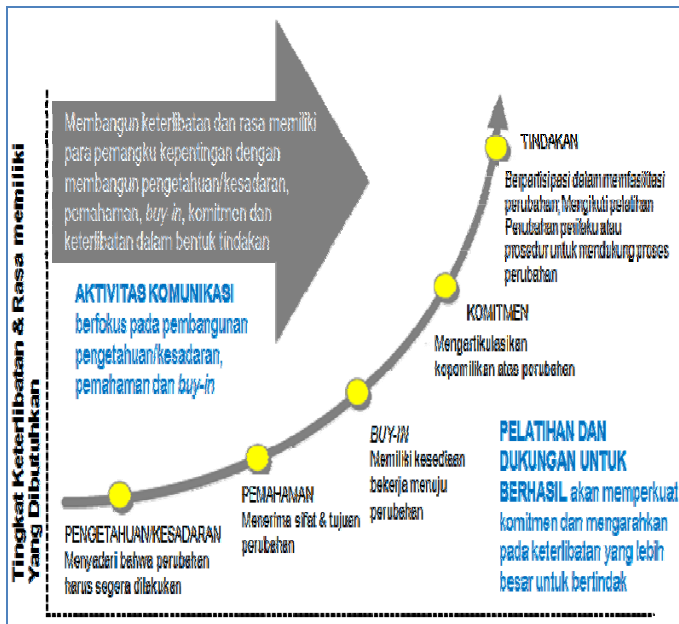 Tingkat Keterlibatan & Rasa memiliki
Yang Dibutuhkan
Membangun keterlibatan dan rasa memiliki
para pemangku kepentingan dengan
membangun pengetahuan/kesadaran,
pemahaman, buy-in, komitmen dan
keterlibatan dalam bentuk tindakan
AKTIVITAS KOMUNIKASI
berfokus pada pembangunan
pengetahuan/kesadaran,
pemahaman dan buy-in
TINDAKAN
Berpartisipasi dalam memfasilitasi
perubahan; Mengikuti pelatihan
Perubahan perilaku atau
prosedur untuk mendukung proses
perubahan
KOMITMEN
Mengartikulasikan
kepemilikan atas perubahan
BUY-IN
Memiliki kesediaan
bekerja menuju
perubahan
PEMAHAMAN
Menerima sifat & tujuan
perubahan
PENGETAHUAN/KESADARAN
Menyadari bahwa perubahan
harus segera dilakukan
PELATIHAN DAN
DUKUNGAN UNTUK
BERHASIL akan memperkuat
komitmen dan mengarahkan
pada keterlibatan yang lebih
besar untuk bertindak